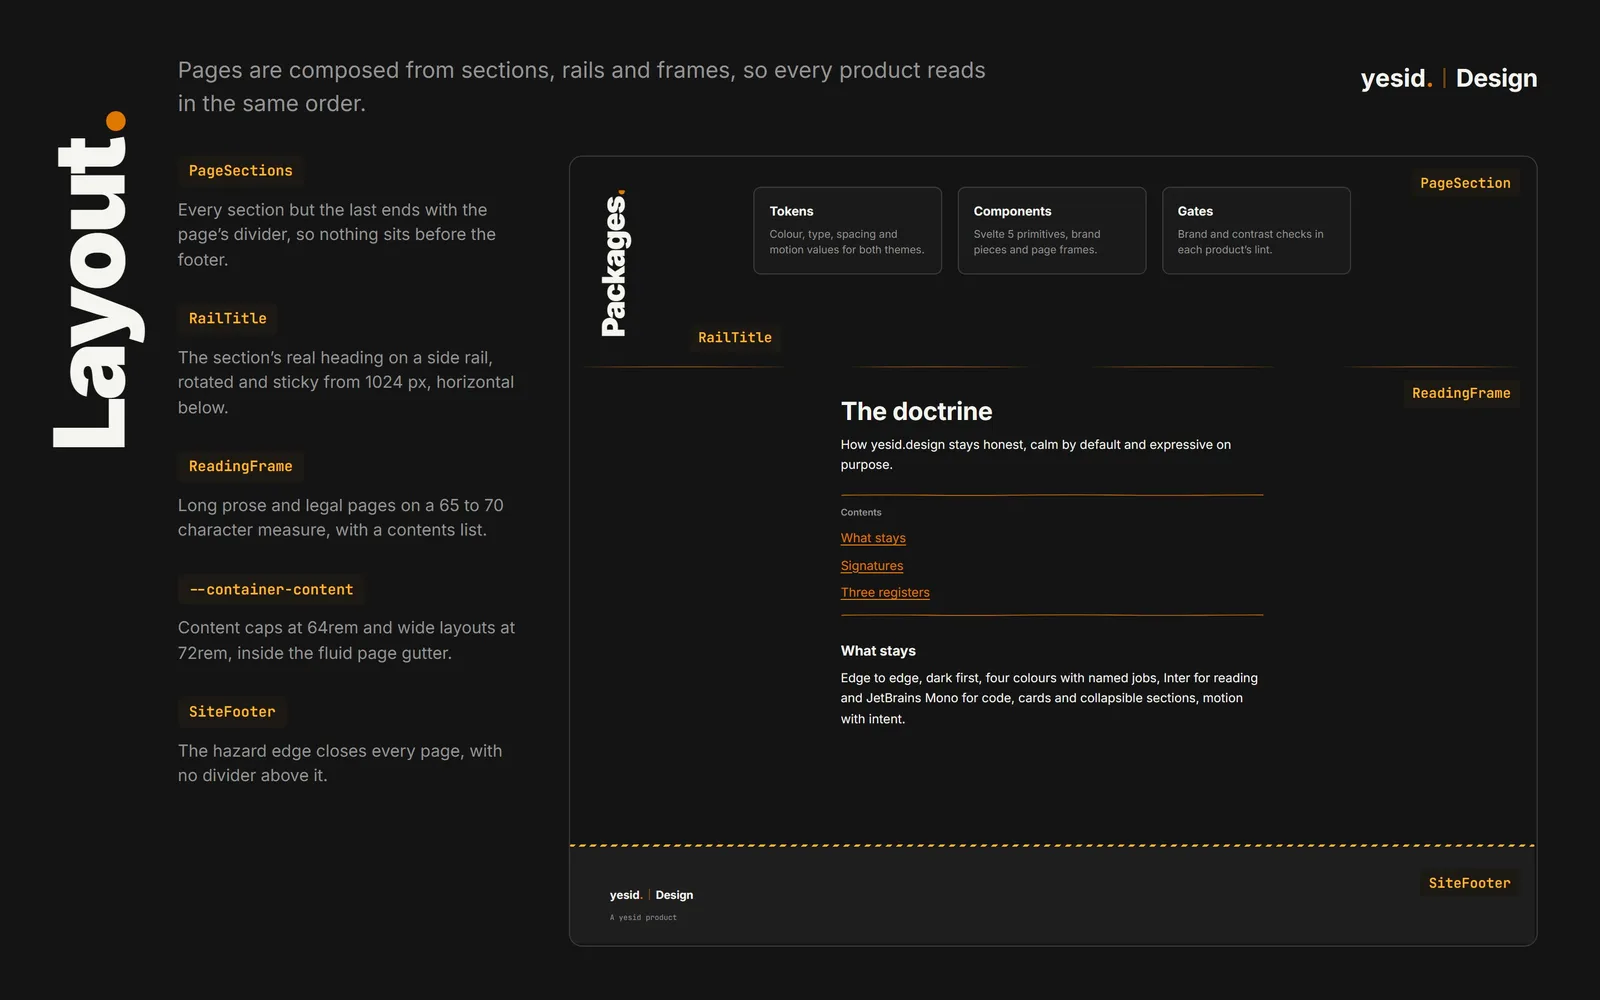 Layout.
Pages are composed from sections, rails and frames, so every product reads
in the same order.
yesid. | Design
PageSections
Every section but the last ends with the
page’s divider, so nothing sits before the
footer.
RailTitle
The section’s real heading on a side rail,
rotated and sticky from 1024 px, horizontal
below.
ReadingFrame
Long prose and legal pages on a 65 to 70
character measure, with a contents list.
--container-content
Content caps at 64rem and wide layouts at
72rem, inside the fluid page gutter.
SiteFooter
The hazard edge closes every page, with
no divider above it.
PageSection
Packages.
Tokens
Colour, type, spacing and
motion values for both themes.
Components
Svelte 5 primitives, brand
pieces and page frames.
Gates
Brand and contrast checks in
each product’s lint.
RailTitle
ReadingFrame
The doctrine
How yesid.design stays honest, calm by default and expressive on
purpose.
Contents
What stays
Signatures
Three registers
What stays
Edge to edge, dark first, four colours with named jobs, Inter for reading
and JetBrains Mono for code, cards and collapsible sections, motion
with intent.
SiteFooter
yesid. | Design
A yesid product